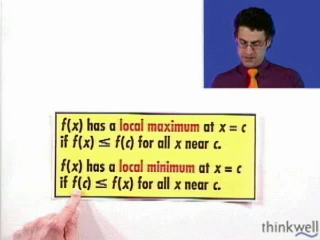 f(x) has a local maximum at x = c
if f(x) ≤ f(c) for all x near c.
f(x) has a local minimum at x = c
if f(c) ≤ f(x) for all x near c.
thinkwell